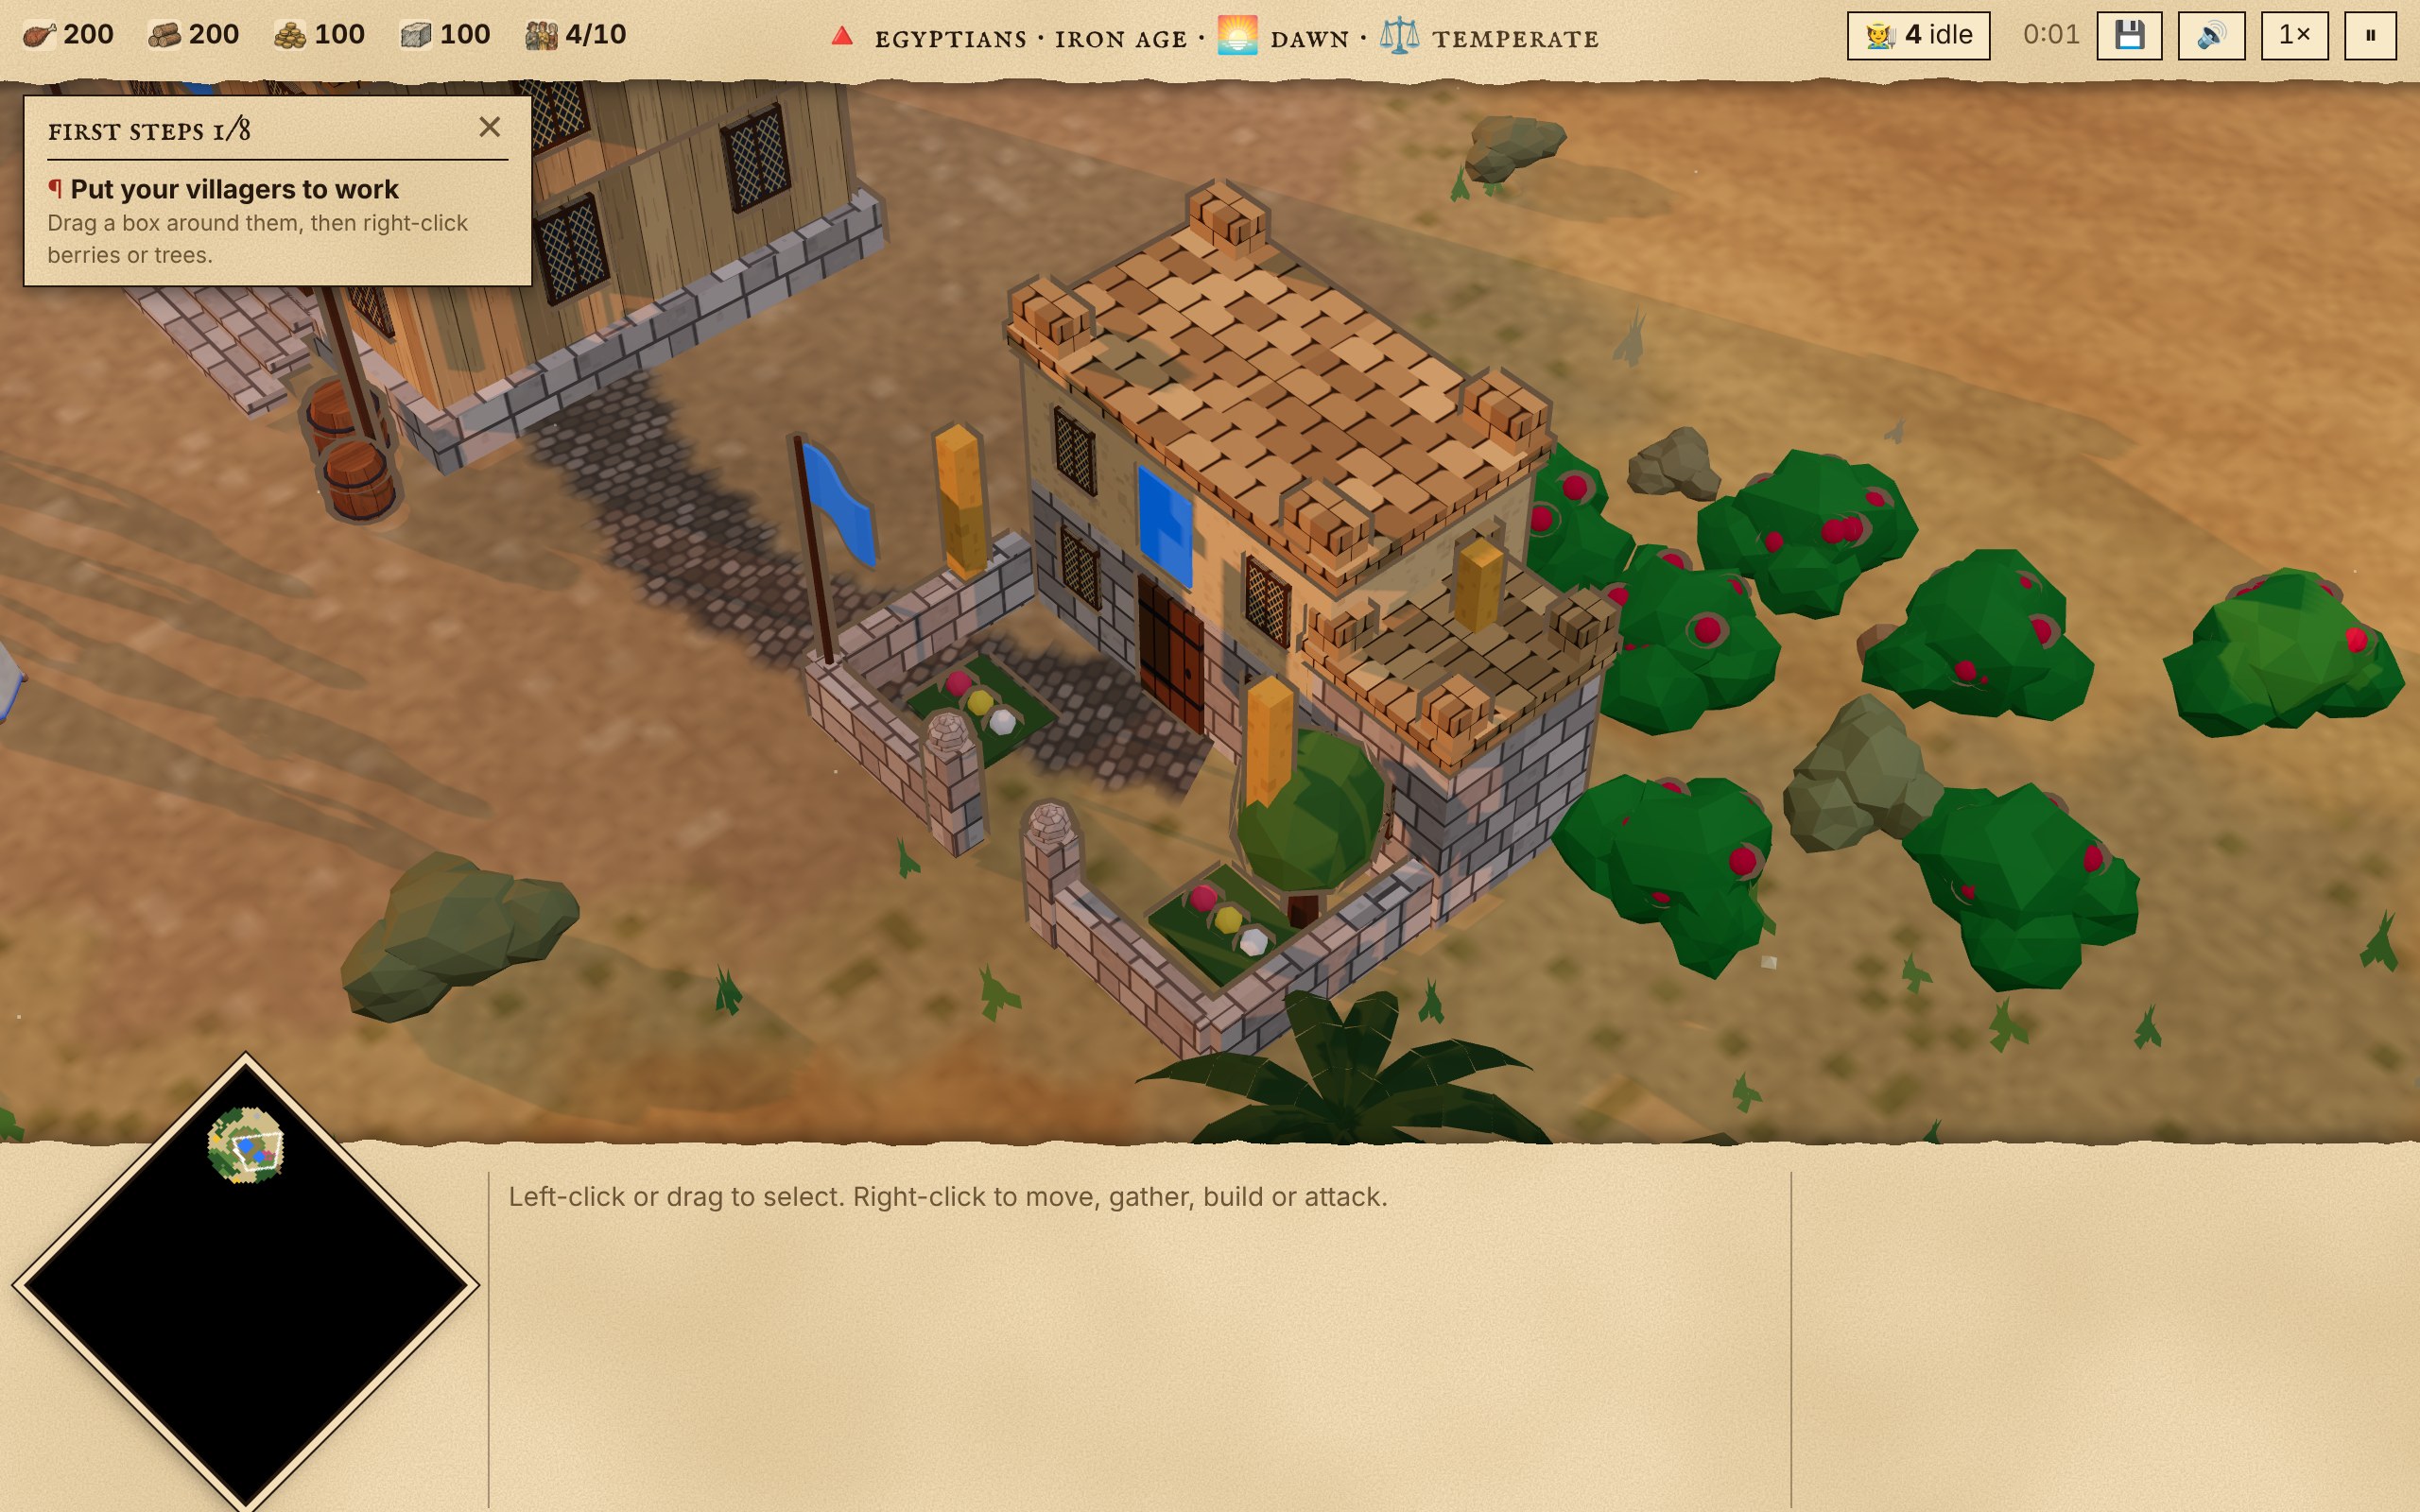 200 200 100 100 4/10
EGYPTIANS · IRON AGE · DAWN · TEMPERATE
4 idle 0:01 1×
FIRST STEPS 1/8
¶ Put your villagers to work
Drag a box around them, then right-click
berries or trees.
Left-click or drag to select. Right-click to move, gather, build or attack.